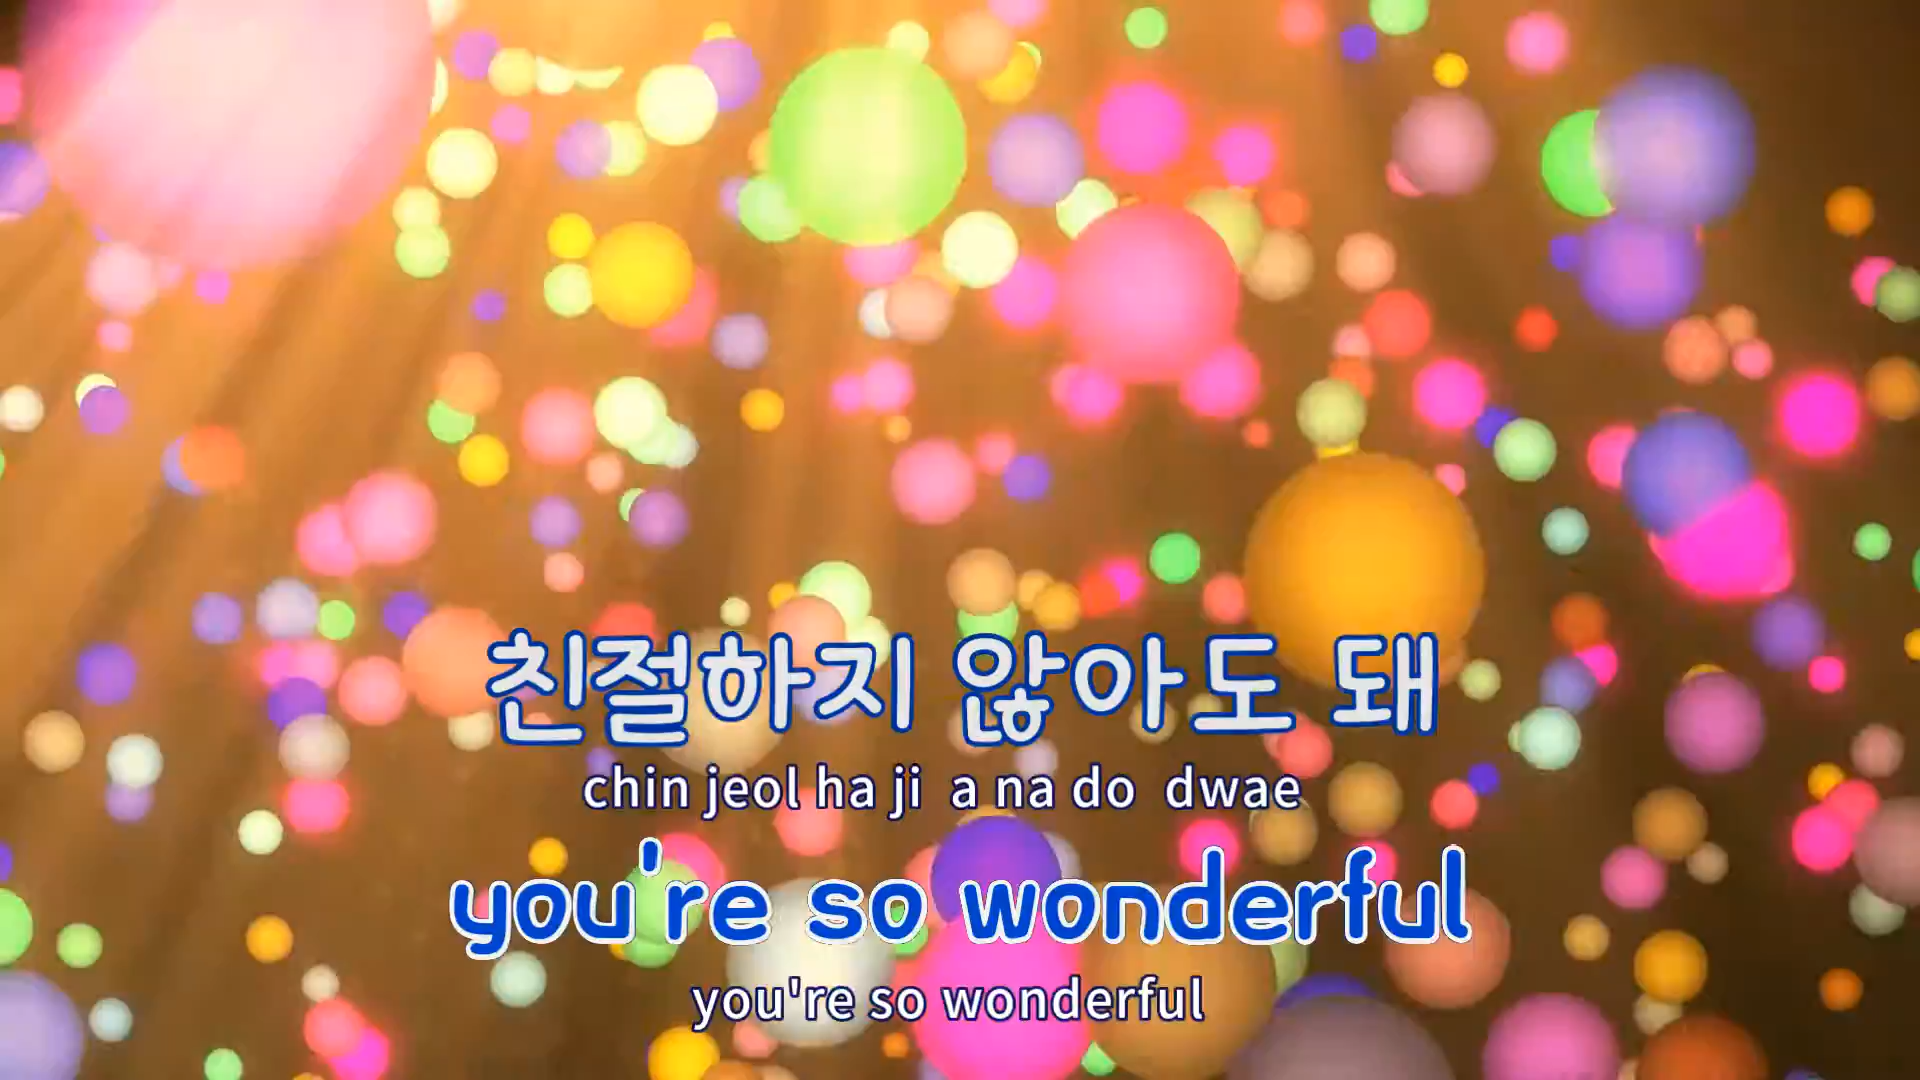 친절하지 않아도 돼
chin jeol ha ji a na do dwae
you're so wonderful
you're so wonderful